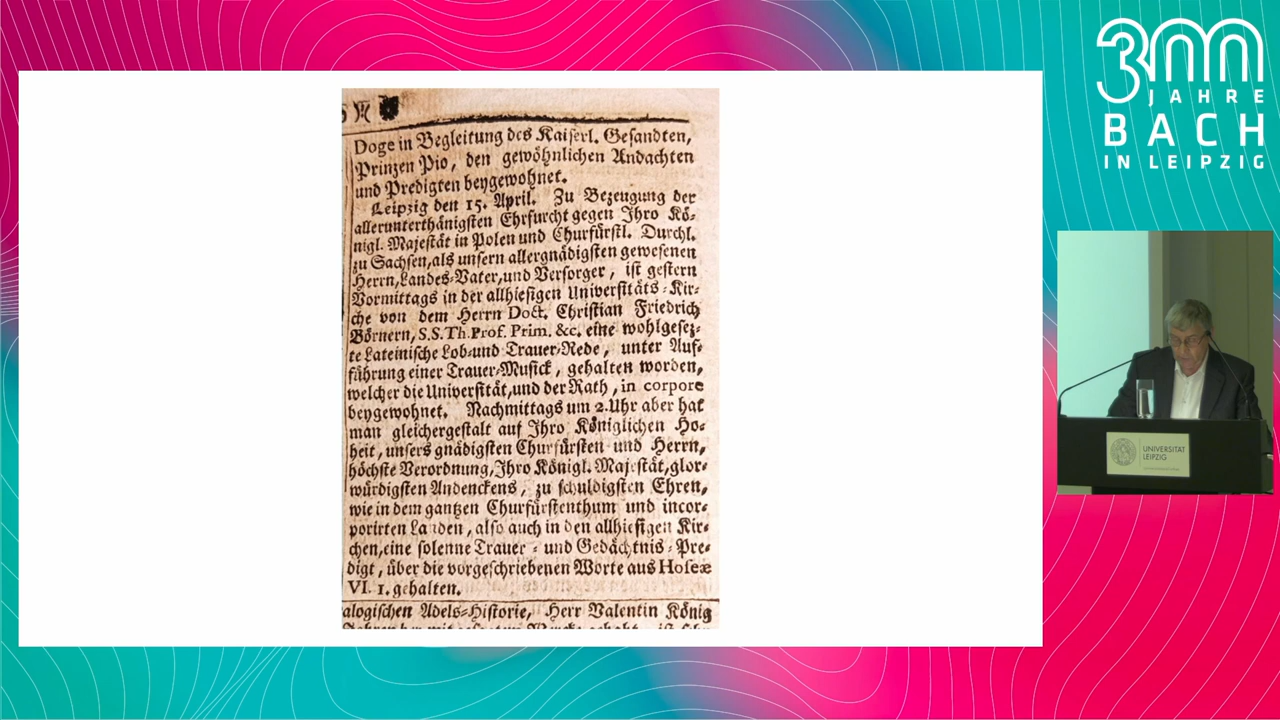 Doge in Begleitung des Kaiserl. Gesandten,
Prinzen Pio, den gewöhnlichen Andachten
und Predigten beygewohnet.
Leipzig den 15. April. Zu Bezeugung der
allerunterthänigsten Ehrfurcht gegen Ihro Kö-
nigl. Majestät in Polen und Churfürstl. Durchl.
zu Sachsen, als unsern allergnädigsten gewesenen
Herrn, Landes-Vater, und Versorger, ist gestern
Vormittags in der allhiesigen Universitäts-Kir-
che von dem Herrn Doct. Christian Friedrich
Börnern, S.S.Th.Prof. Prim. &c. eine wohlgesez-
te Lateinische Lob-und Trauer-Rede, unter Auf-
führung einer Trauer-Musick, gehalten worden,
welcher die Universität, und der Rath, in corpore
beygewohnet. Nachmittags um 2. Uhr aber hat
man gleichergestalt auf Ihro Königlichen Ho-
heit, unsers gnädigsten Churfürsten und Herrn,
höchste Verordnung, Ihro Königl. Majestät, glor-
würdigsten Andenckens, zu schuldigsten Ehren,
wie in dem gantzen Churfürstenthum und incor-
porirten Landen, also auch in den allhiesigen Kir-
chen, eine solenne Trauer- und Gedächtnis-Pre-
digt, über die vorgeschriebenen Worte aus Hoseæ
VI. 1. gehalten.
alogischen Adels-Historie, Herr Valentin König
300
JAHRE
BACH
IN LEIPZIG
UNIVERSITÄT
LEIPZIG